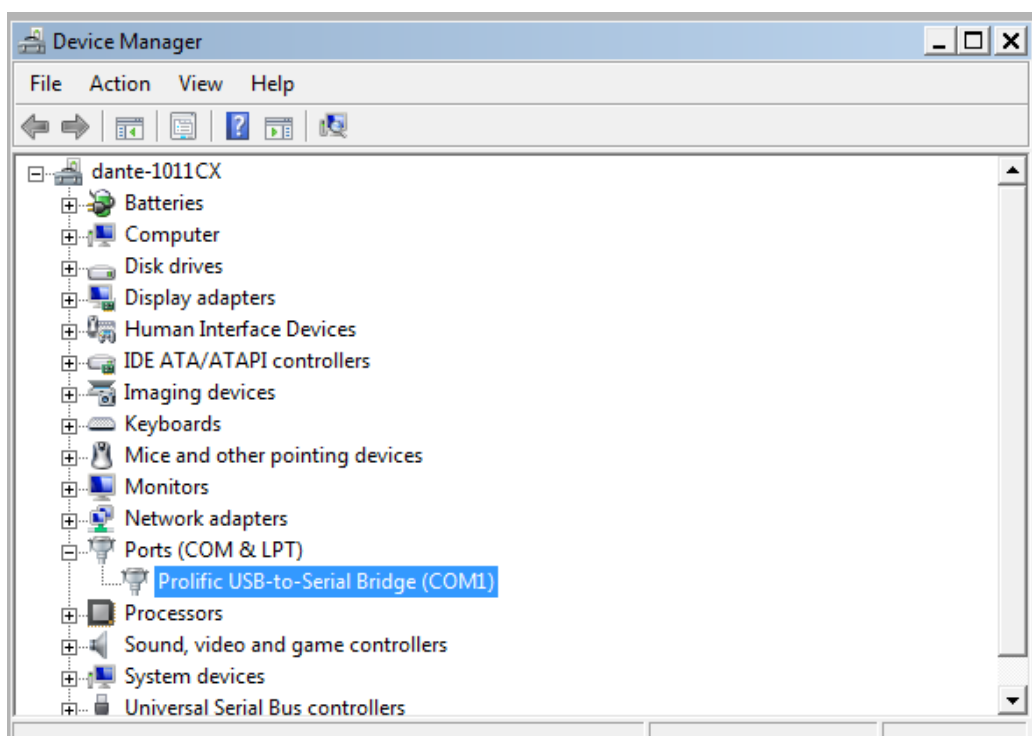 Device Manager
File Action View Help
dante-1011CX
Batteries
Computer
Disk drives
Display adapters
Human Interface Devices
IDE ATA/ATAPI controllers
Imaging devices
Keyboards
Mice and other pointing devices
Monitors
Network adapters
Ports (COM & LPT)
Prolific USB-to-Serial Bridge (COM1)
Processors
Sound, video and game controllers
System devices
Universal Serial Bus controllers